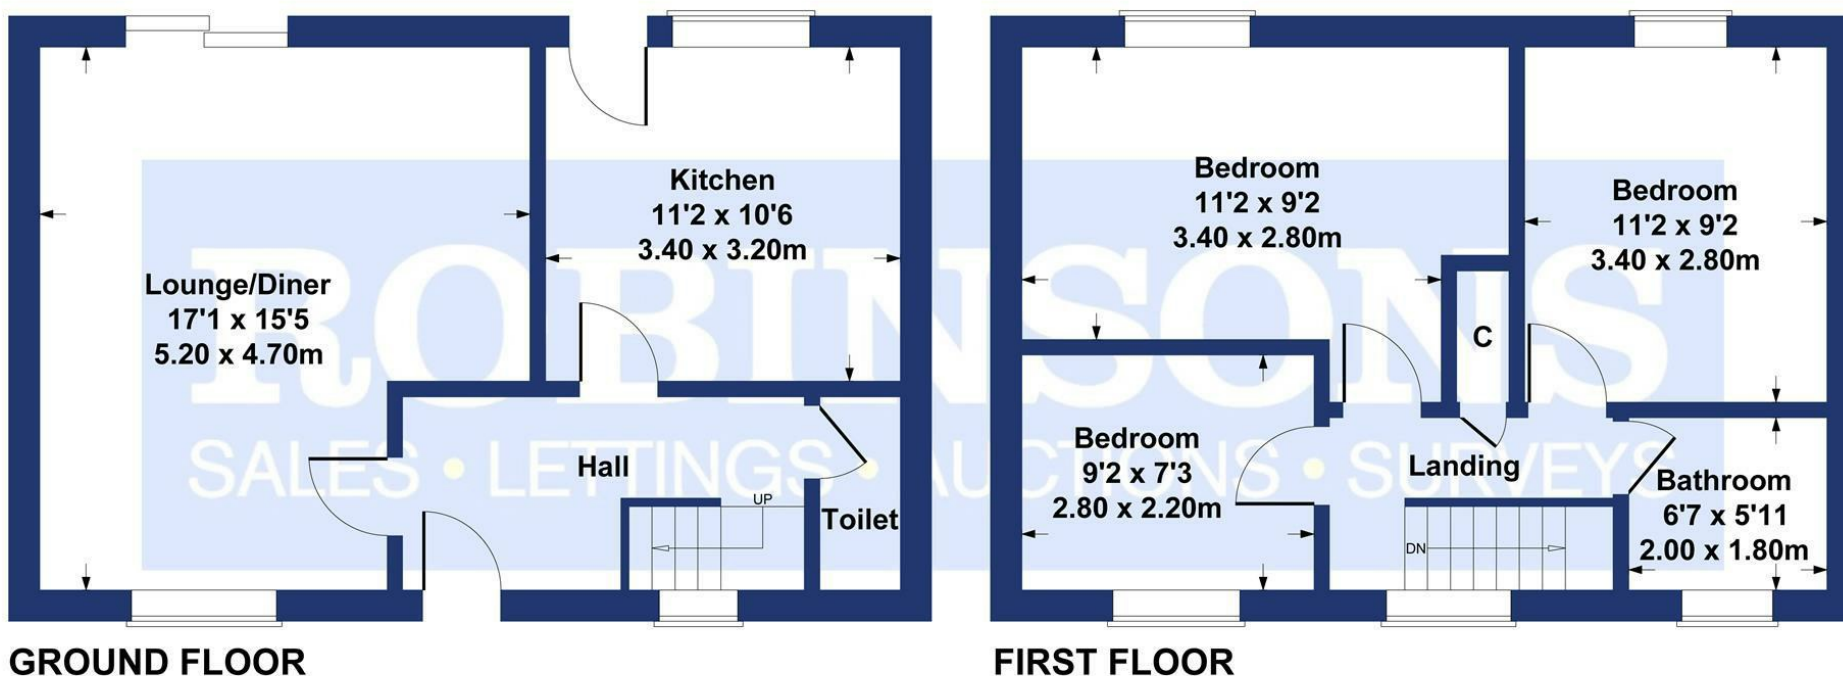 Kitchen
11'2 x 10'6
3.40 x 3.20m
Lounge/Diner
17'1 x 15'5
5.20 x 4.70m
Hall
UP
Toilet
GROUND FLOOR
Bedroom
11'2 x 9'2
3.40 x 2.80m
Bedroom
11'2 x 9'2
3.40 x 2.80m
C
Bedroom
9'2 x 7'3
2.80 x 2.20m
Landing
DN
Bathroom
6'7 x 5'11
2.00 x 1.80m
FIRST FLOOR
ROBINSONS
SALES • LETTINGS • AUCTIONS • SURVEYS